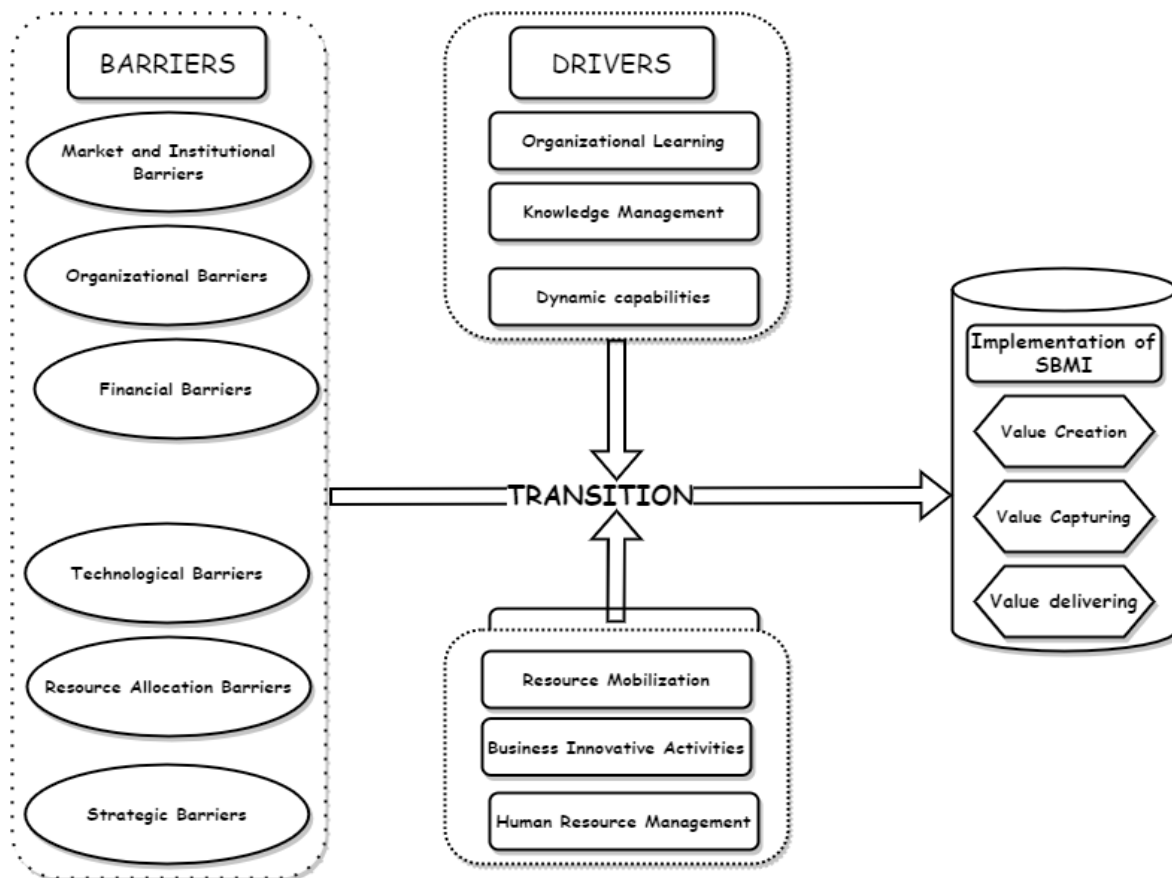 BARRIERS
Market and Institutional
Barriers
Organizational Barriers
Financial Barriers
Technological Barriers
Resource Allocation Barriers
Strategic Barriers
DRIVERS
Organizational Learning
Knowledge Management
Dynamic capabilities
TRANSITION
Resource Mobilization
Business Innovative Activities
Human Resource Management
Implementation of
SBMI
Value Creation
Value Capturing
Value delivering